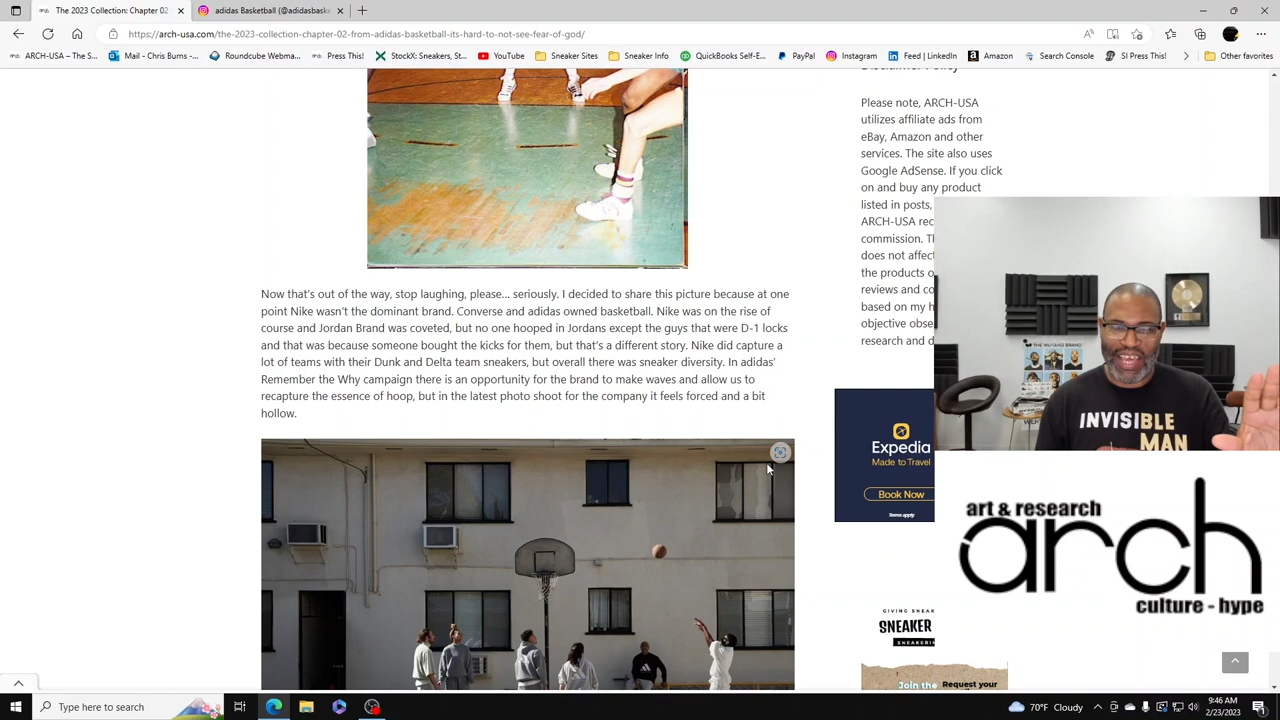 The 2023 Collection: Chapter 02
adidas Basketball (@adidasbaske
https://arch-usa.com/the-2023-collection-chapter-02-from-adidas-basketball-its-hard-to-not-see-fear-of-god/
ARCH-USA – The S...
Mail - Chris Burns -...
Roundcube Webma...
Press This!
StockX: Sneakers, St...
YouTube
Sneaker Sites
Sneaker Info
QuickBooks Self-E...
PayPal
Instagram
Feed | LinkedIn
Amazon
Search Console
SI Press This!
Other favorites
Now that's out of the way, stop laughing, please... seriously. I decided to share this picture because at one
point Nike wasn't the dominant brand. Converse and adidas owned basketball. Nike was on the rise of
course and Jordan Brand was coveted, but no one hooped in Jordans except the guys that were D-1 locks
and that was because someone bought the kicks for them, but that's a different story. Nike did capture a
lot of teams with their Dunk and Delta team sneakers, but overall there was sneaker diversity. In adidas'
Remember the Why campaign there is an opportunity for the brand to make waves and allow us to
recapture the essence of hoop, but in the latest photo shoot for the company it feels forced and a bit
hollow.
Disclaimer Policy
Please note, ARCH-USA
utilizes affiliate ads from
eBay, Amazon and other
services. The site also uses
Google AdSense. If you click
on and buy any product
listed in posts,
ARCH-USA rec
commission. Th
does not affect
the products o
reviews and co
based on my h
objective obse
research and d
THE WUTANG BRAND
INVISIBLE
MAN
Expedia
Made to Travel
Book Now
Terms apply.
art & research
arch
culture - hype
GIVING SNEAK
SNEAKER
SNEAKERIN
Join the
Request your
Type here to search
70°F Cloudy
9:46 AM
2/23/2023